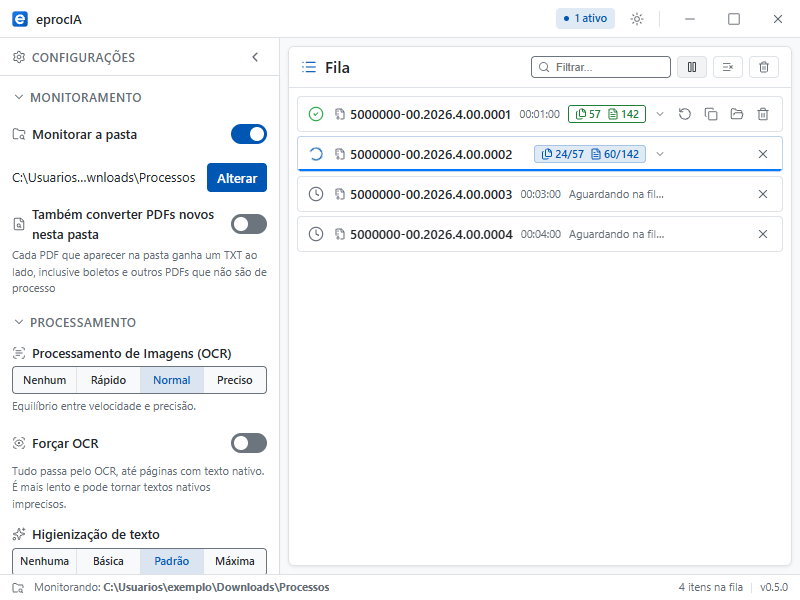 eprocIA
1 ativo
CONFIGURAÇÕES
MONITORAMENTO
Monitorar a pasta
C:\Usuarios...wnloads\Processos
Alterar
Também converter PDFs novos
nesta pasta
Cada PDF que aparecer na pasta ganha um TXT ao
lado, inclusive boletos e outros PDFs que não são de
processo
PROCESSAMENTO
Processamento de Imagens (OCR)
Nenhum Rápido Normal Preciso
Equilíbrio entre velocidade e precisão.
Forçar OCR
Tudo passa pelo OCR, até páginas com texto nativo.
É mais lento e pode tornar textos nativos
imprecisos.
Higienização de texto
Nenhuma Básica Padrão Máxima
Fila
Filtrar...
5000000-00.2026.4.00.0001 00:01:00 57 142
5000000-00.2026.4.00.0002 24/57 60/142
5000000-00.2026.4.00.0003 00:03:00 Aguardando na fil...
5000000-00.2026.4.00.0004 00:04:00 Aguardando na fil...
Monitorando: C:\Usuarios\exemplo\Downloads\Processos
4 itens na fila v0.5.0